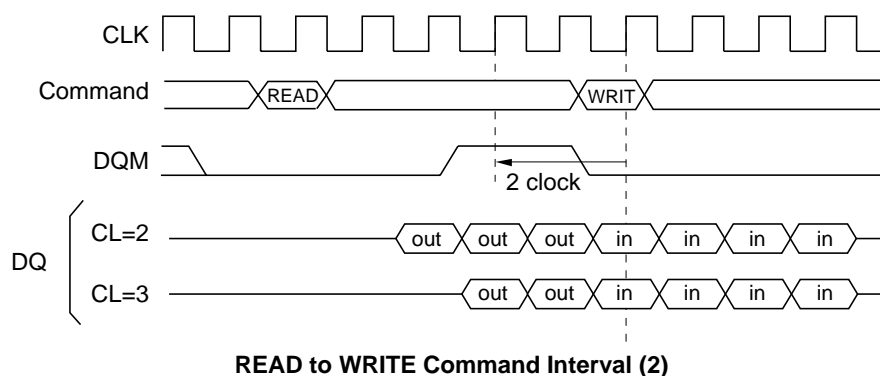 CLK
Command READ WRIT
DQM
2 clock
DQ
CL=2 out out out in in in in
CL=3 out out in in in in
READ to WRITE Command Interval (2)